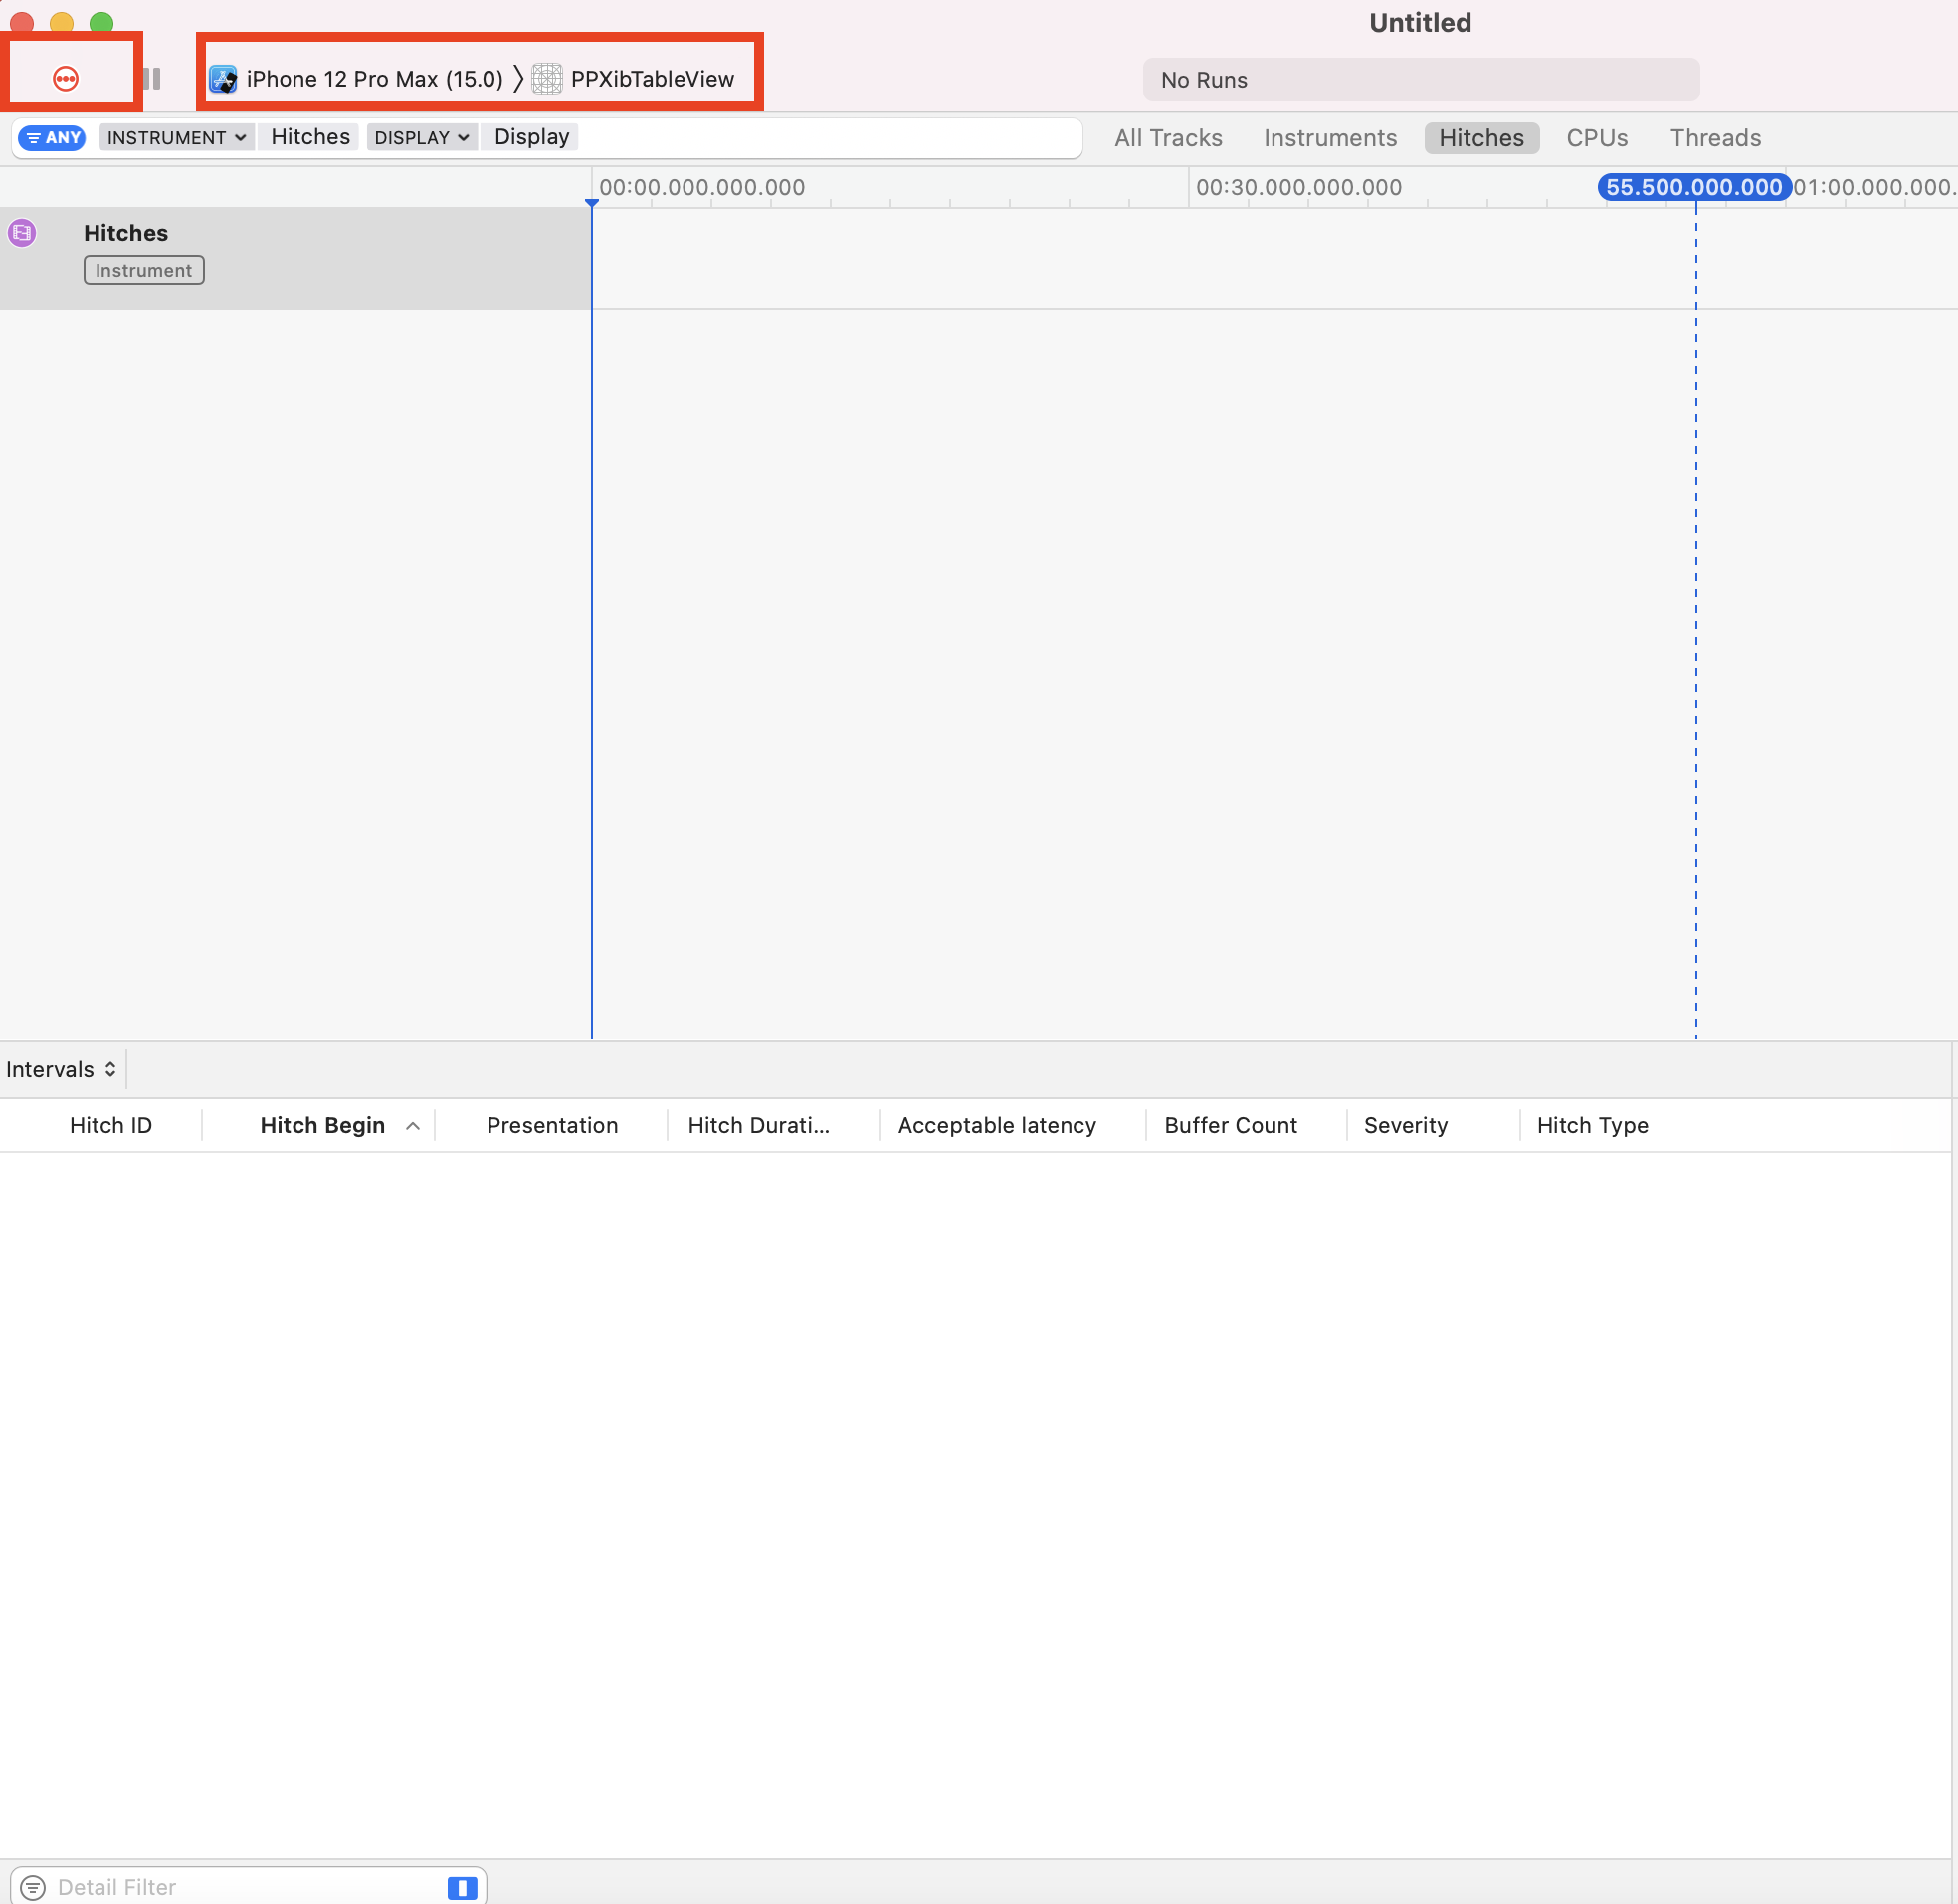 Untitled
iPhone 12 Pro Max (15.0) 〉 PPXibTableView
No Runs
ANY INSTRUMENT Hitches DISPLAY Display
All Tracks Instruments Hitches CPUs Threads
00:00.000.000.000 00:30.000.000.000 55.500.000.000 01:00.000.000.
Hitches
Instrument
Intervals
Hitch ID Hitch Begin Presentation Hitch Durati... Acceptable latency Buffer Count Severity Hitch Type
Detail Filter